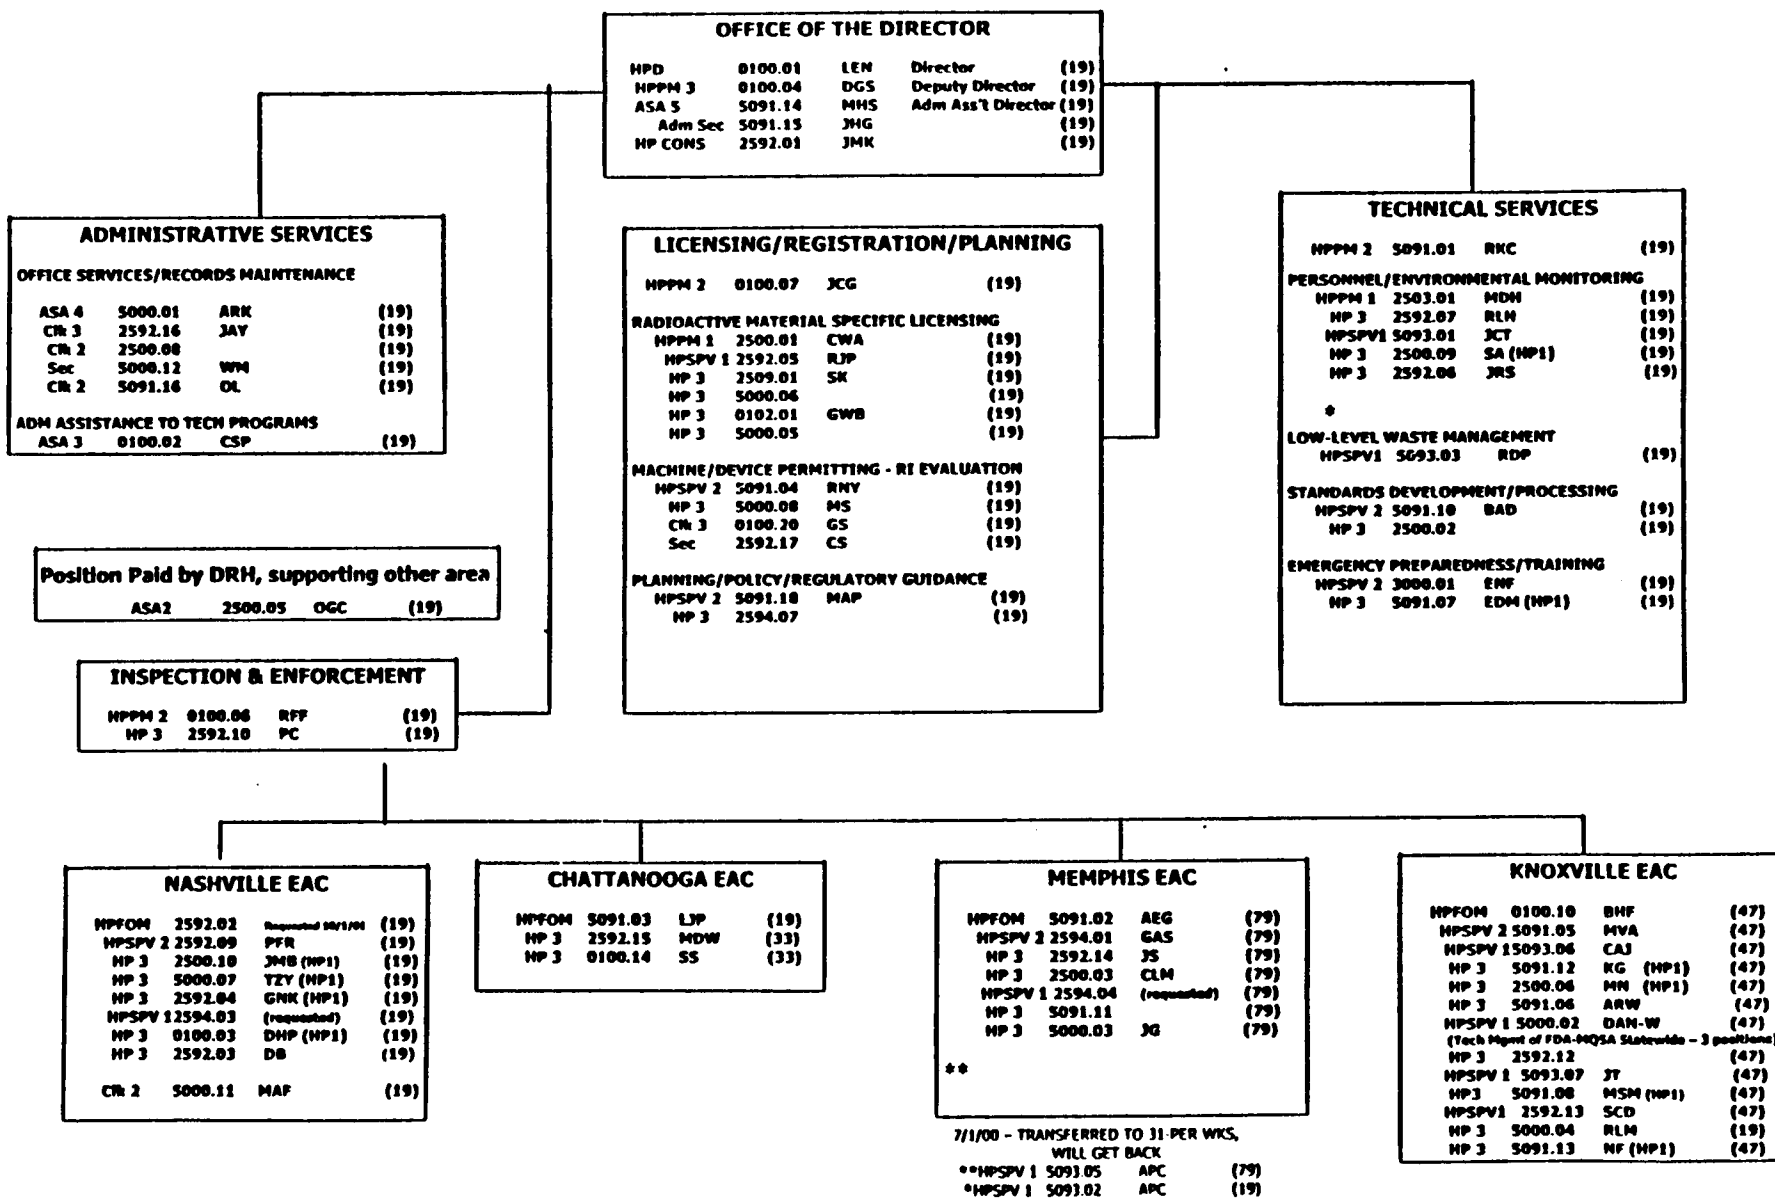 OFFICE OF THE DIRECTOR
HPD 0100.01 LEN Director (19)
HPPM 3 0100.04 DGS Deputy Director (19)
ASA 5 5091.14 MHS Adm Ass't Director (19)
Adm Sec 5091.15 JHG (19)
HP CONS 2592.01 JMK (19)
ADMINISTRATIVE SERVICES
OFFICE SERVICES/RECORDS MAINTENANCE
ASA 4 5000.01 ARK (19)
Clk 3 2592.16 JAY (19)
Clk 2 2500.08 (19)
Sec 5000.12 WM (19)
Clk 2 5091.16 OL (19)
ADM ASSISTANCE TO TECH PROGRAMS
ASA 3 0100.02 CSP (19)
LICENSING/REGISTRATION/PLANNING
HPPM 2 0100.07 JCG (19)
RADIOACTIVE MATERIAL SPECIFIC LICENSING
HPPM 1 2500.01 CWA (19)
HPSPV 1 2592.05 RJP (19)
HP 3 2509.01 SK (19)
HP 3 5000.06 (19)
HP 3 0102.01 GWB (19)
HP 3 5000.05 (19)
MACHINE/DEVICE PERMITTING - RI EVALUATION
HPSPV 2 5091.04 RNY (19)
HP 3 5000.08 MS (19)
Clk 3 0100.20 GS (19)
Sec 2592.17 CS (19)
PLANNING/POLICY/REGULATORY GUIDANCE
HPSPV 2 5091.18 MAP (19)
HP 3 2594.07 (19)
TECHNICAL SERVICES
HPPM 2 5091.01 RKC (19)
PERSONNEL/ENVIRONMENTAL MONITORING
HPPM 1 2503.01 MDH (19)
HP 3 2592.07 RLN (19)
HPSPV1 5093.01 JCT (19)
HP 3 2500.09 SA (HP1) (19)
HP 3 2592.06 JRS (19)
*
LOW-LEVEL WASTE MANAGEMENT
HPSPV1 5093.03 RDP (19)
STANDARDS DEVELOPMENT/PROCESSING
HPSPV 2 5091.10 BAD (19)
HP 3 2500.02 (19)
EMERGENCY PREPAREDNESS/TRAINING
HPSPV 2 3000.01 ENF (19)
HP 3 5091.07 EDM (HP1) (19)
Position Paid by DRH, supporting other area
ASA2 2500.05 OGC (19)
INSPECTION & ENFORCEMENT
HPPM 2 0100.06 RFF (19)
HP 3 2592.10 PC (19)
NASHVILLE EAC
HPFOM 2592.02 Requested (19)
HPSPV 2 2592.09 PFR (19)
HP 3 2500.10 JMB (HP1) (19)
HP 3 5000.07 TZY (HP1) (19)
HP 3 2592.04 GNK (HP1) (19)
HPSPV 1 2594.03 (requested) (19)
HP 3 0100.03 DHP (HP1) (19)
HP 3 2592.03 DB (19)
Clk 2 5000.11 MAF (19)
CHATTANOOGA EAC
HPFOM 5091.03 LJP (19)
HP 3 2592.15 MDW (33)
HP 3 0100.14 SS (33)
MEMPHIS EAC
HPFOM 5091.02 AEG (79)
HPSPV 2 2594.01 GAS (79)
HP 3 2592.14 JS (79)
HP 3 2500.03 CLM (79)
HPSPV 1 2594.04 (requested) (79)
HP 3 5091.11 (79)
HP 3 5000.03 JG (79)
**
7/1/00 - TRANSFERRED TO 31-PER WKS,
WILL GET BACK
**HPSPV 1 5093.05 APC (79)
*HPSPV 1 5093.02 APC (19)
KNOXVILLE EAC
HPFOM 0100.10 BHF (47)
HPSPV 2 5091.05 MVA (47)
HPSPV 1 5093.06 CAJ (47)
HP 3 5091.12 KG (HP1) (47)
HP 3 2500.06 MN (HP1) (47)
HP 3 5091.06 ARW (47)
HPSPV 1 5000.02 DAN-W (47)
(Tech Mgmt of FDA-MQSA Statewide – 3 positions)
HP 3 2592.12 (47)
HPSPV 1 5093.07 JT (47)
HP3 5091.08 MSM (HP1) (47)
HPSPV1 2592.13 SCD (47)
HP 3 5000.04 RLM (19)
HP 3 5091.13 NF (HP1) (47)